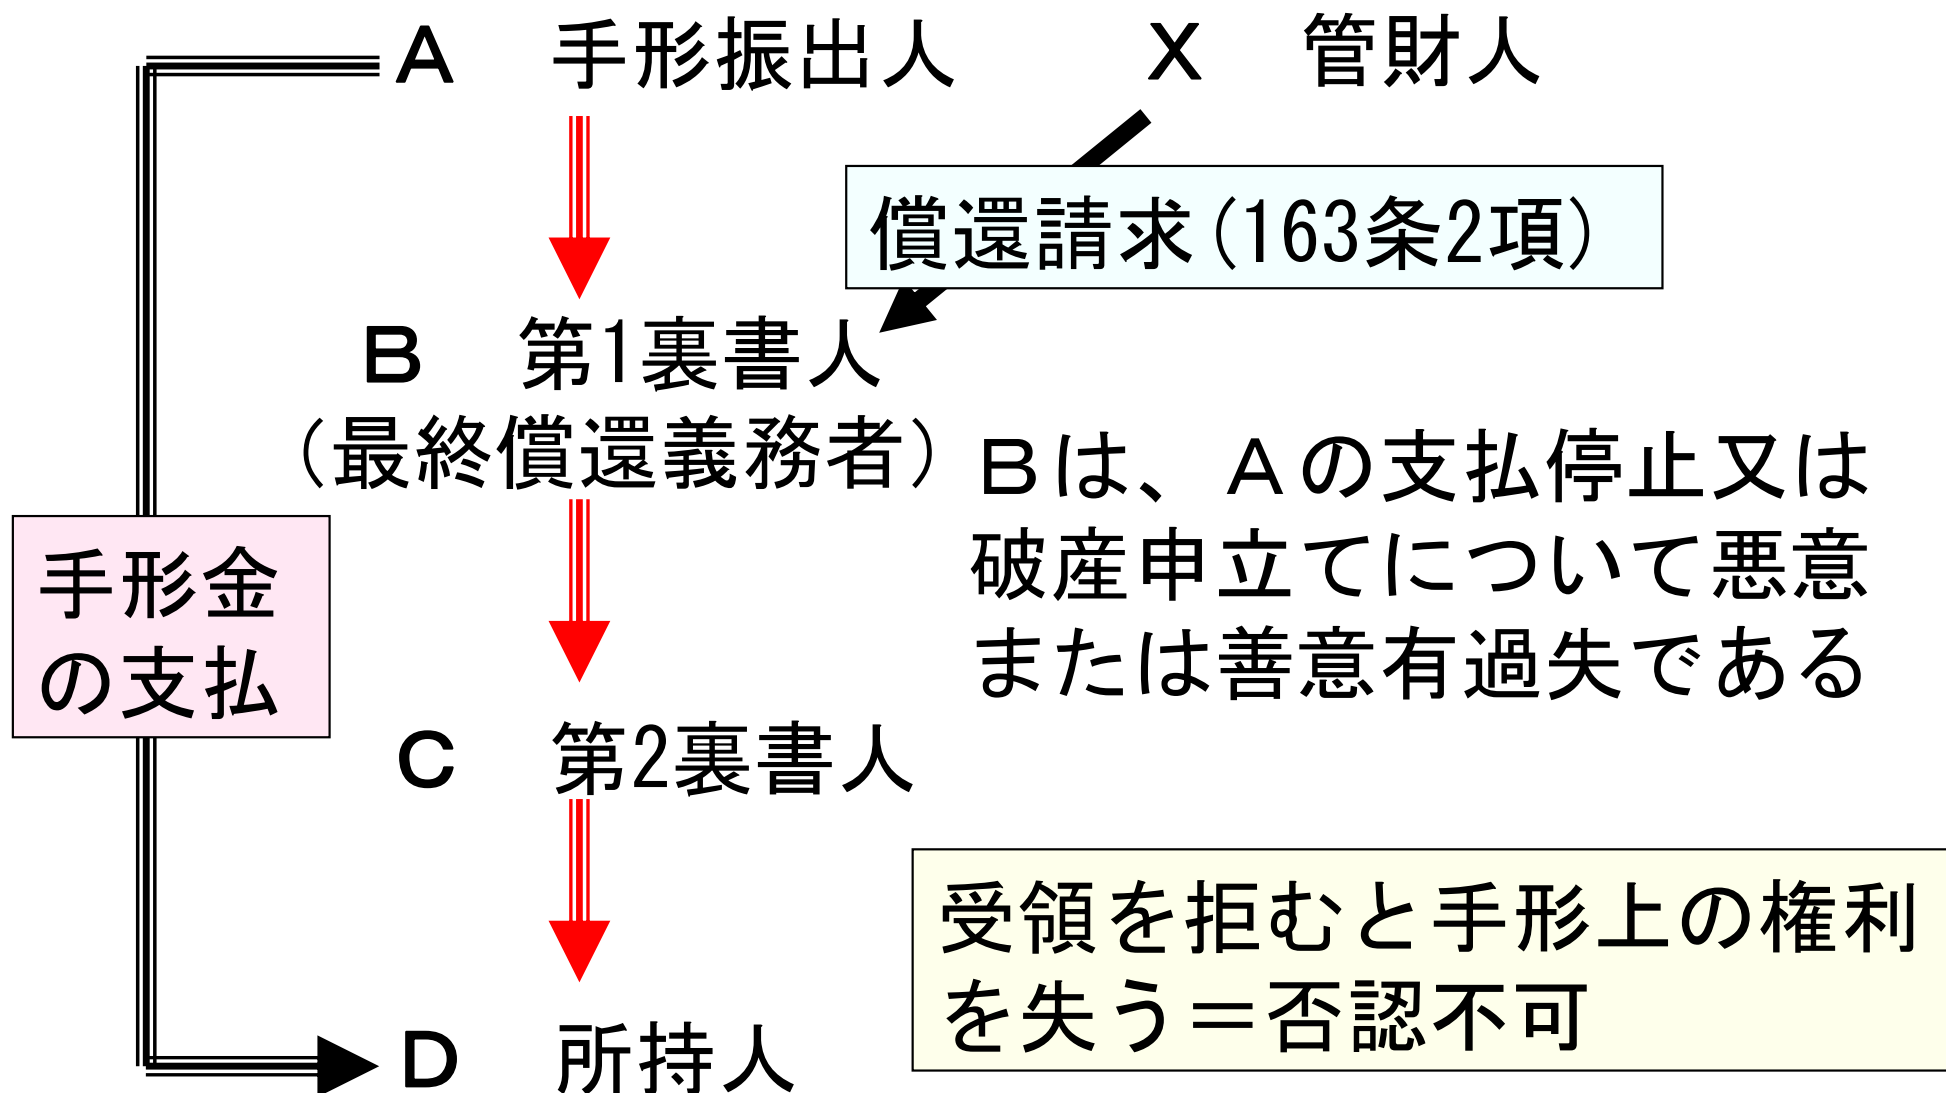 A 手形振出人
X 管財人
償還請求(163条2項)
B 第1裏書人
(最終償還義務者)
Bは、Aの支払停止又は
破産申立てについて悪意
または善意有過失である
手形金
の支払
C 第2裏書人
受領を拒むと手形上の権利
を失う=否認不可
D 所持人